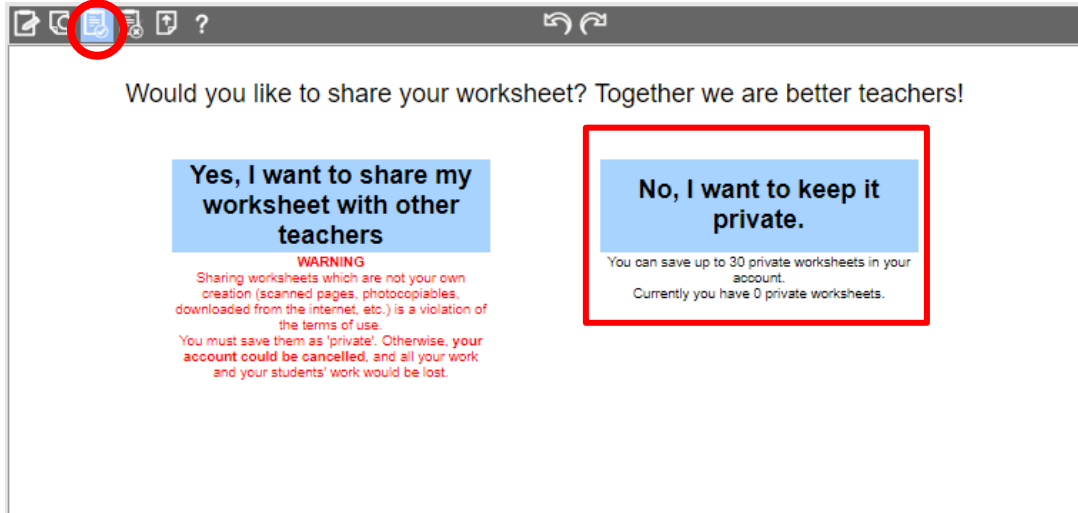 ?
Would you like to share your worksheet? Together we are better teachers!
Yes, I want to share my
worksheet with other
teachers
WARNING
Sharing worksheets which are not your own
creation (scanned pages, photocopiables,
downloaded from the internet, etc.) is a violation of
the terms of use.
You must save them as 'private'. Otherwise, your
account could be cancelled, and all your work
and your students' work would be lost.
No, I want to keep it
private.
You can save up to 30 private worksheets in your
account.
Currently you have 0 private worksheets.